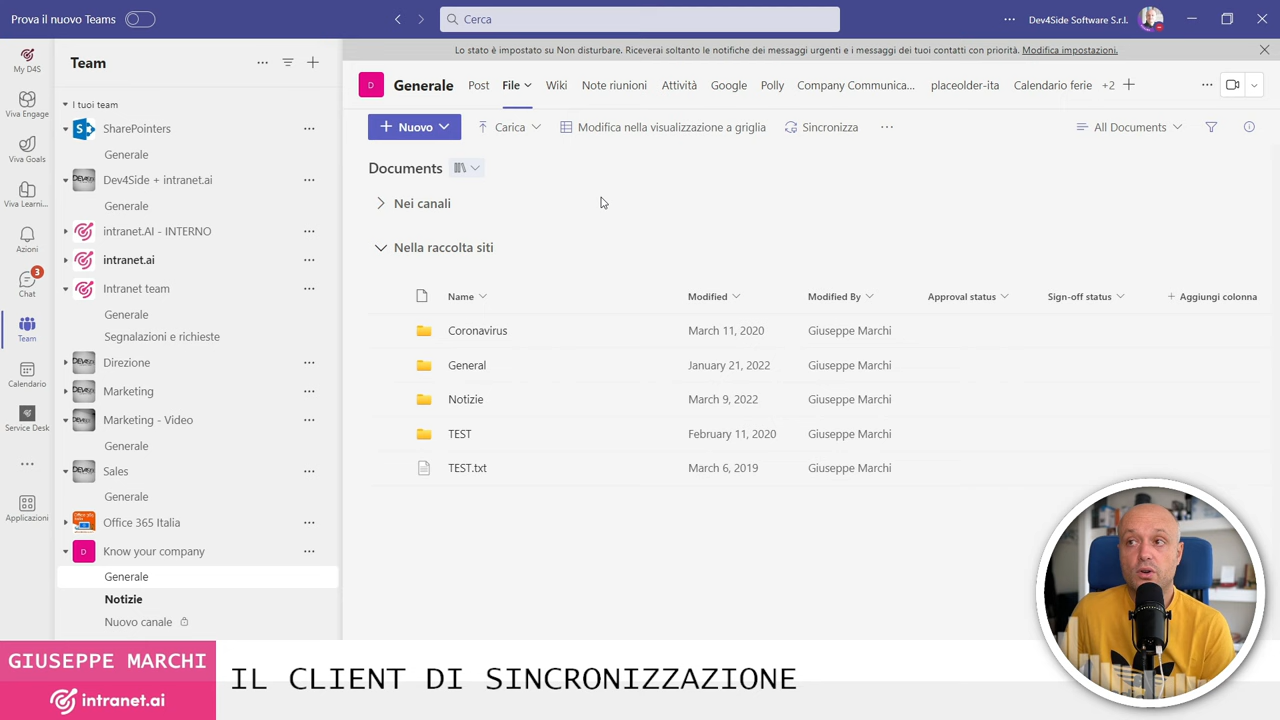 Prova il nuovo Teams
Cerca
Dev4Side Software S.r.l.
Lo stato è impostato su Non disturbare. Riceverai soltanto le notifiche dei messaggi urgenti e i messaggi dei tuoi contatti con priorità. Modifica impostazioni.
My D4S
Viva Engage
Viva Goals
Viva Learni...
Azioni
3
Chat
Team
Calendario
Service Desk
Applicazioni
Team
I tuoi team
SharePointers
Generale
Dev4Side + intranet.ai
Generale
intranet.AI - INTERNO
intranet.ai
Intranet team
Generale
Segnalazioni e richieste
Direzione
Marketing
Marketing - Video
Generale
Sales
Generale
Office 365 Italia
D Know your company
Generale
Notizie
Nuovo canale
D Generale Post File Wiki Note riunioni Attività Google Polly Company Communica... placeolder-ita Calendario ferie +2
Nuovo Carica Modifica nella visualizzazione a griglia Sincronizza All Documents
Documents
Nei canali
Nella raccolta siti
Name Modified Modified By Approval status Sign-off status Aggiungi colonna
Coronavirus March 11, 2020 Giuseppe Marchi
General January 21, 2022 Giuseppe Marchi
Notizie March 9, 2022 Giuseppe Marchi
TEST February 11, 2020 Giuseppe Marchi
TEST.txt March 6, 2019 Giuseppe Marchi
GIUSEPPE MARCHI
intranet.ai
IL CLIENT DI SINCRONIZZAZIONE